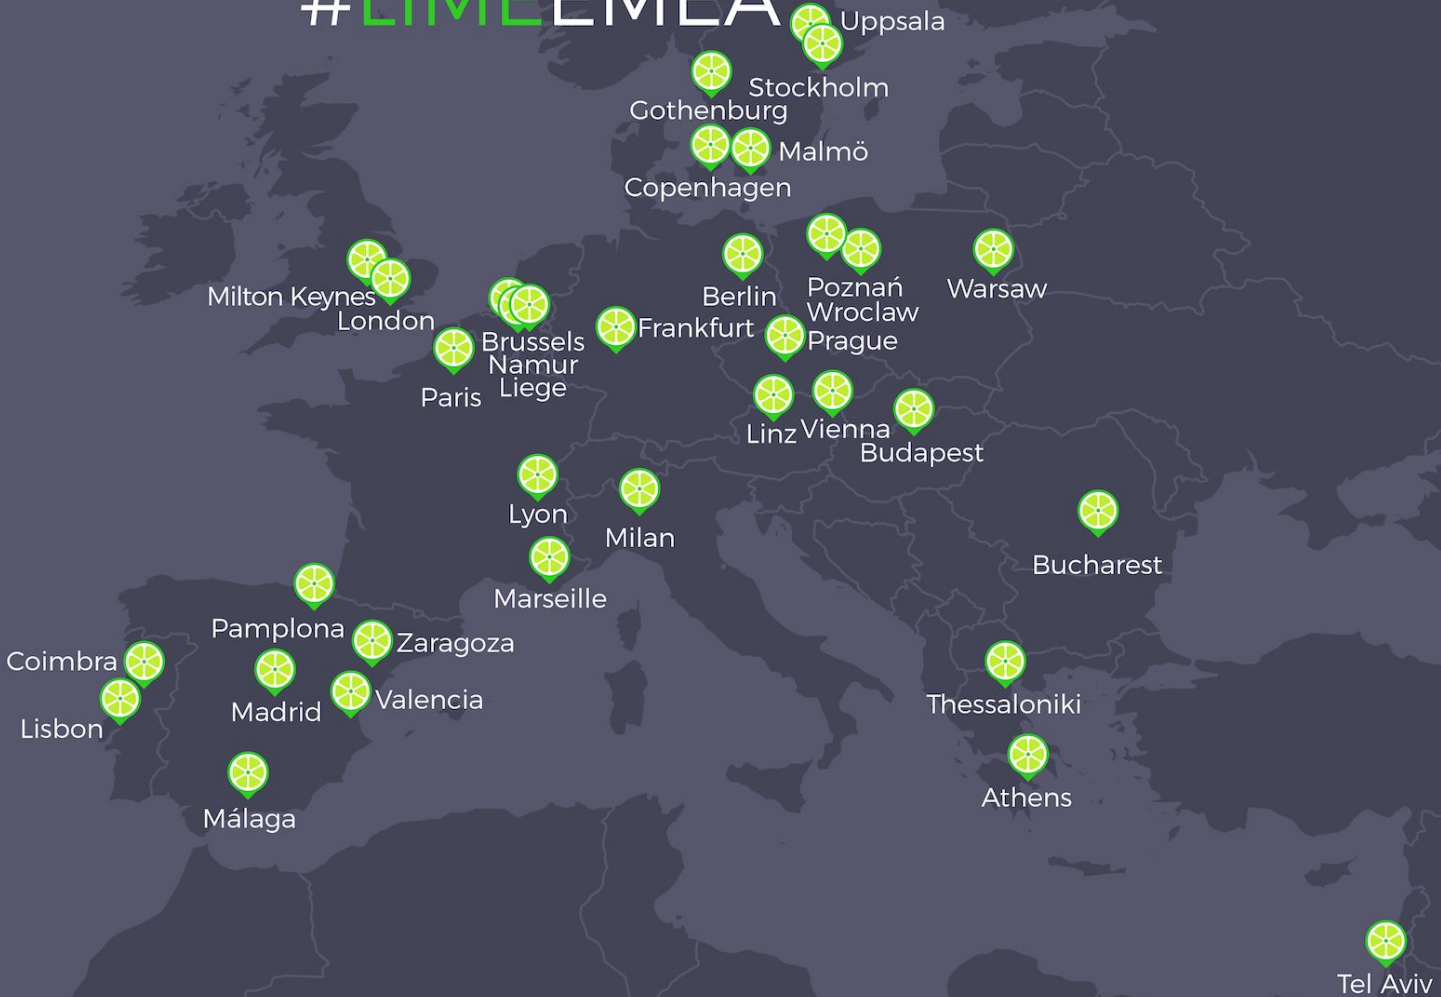 #LIMEEMEA
Uppsala
Stockholm
Gothenburg
Malmö
Copenhagen
Milton Keynes
London
Berlin
Poznań
Wroclaw
Warsaw
Brussels
Namur
Liege
Frankfurt
Prague
Paris
Linz
Vienna
Budapest
Lyon
Milan
Bucharest
Marseille
Pamplona
Zaragoza
Coimbra
Lisbon
Madrid
Valencia
Thessaloniki
Athens
Málaga
Tel Aviv